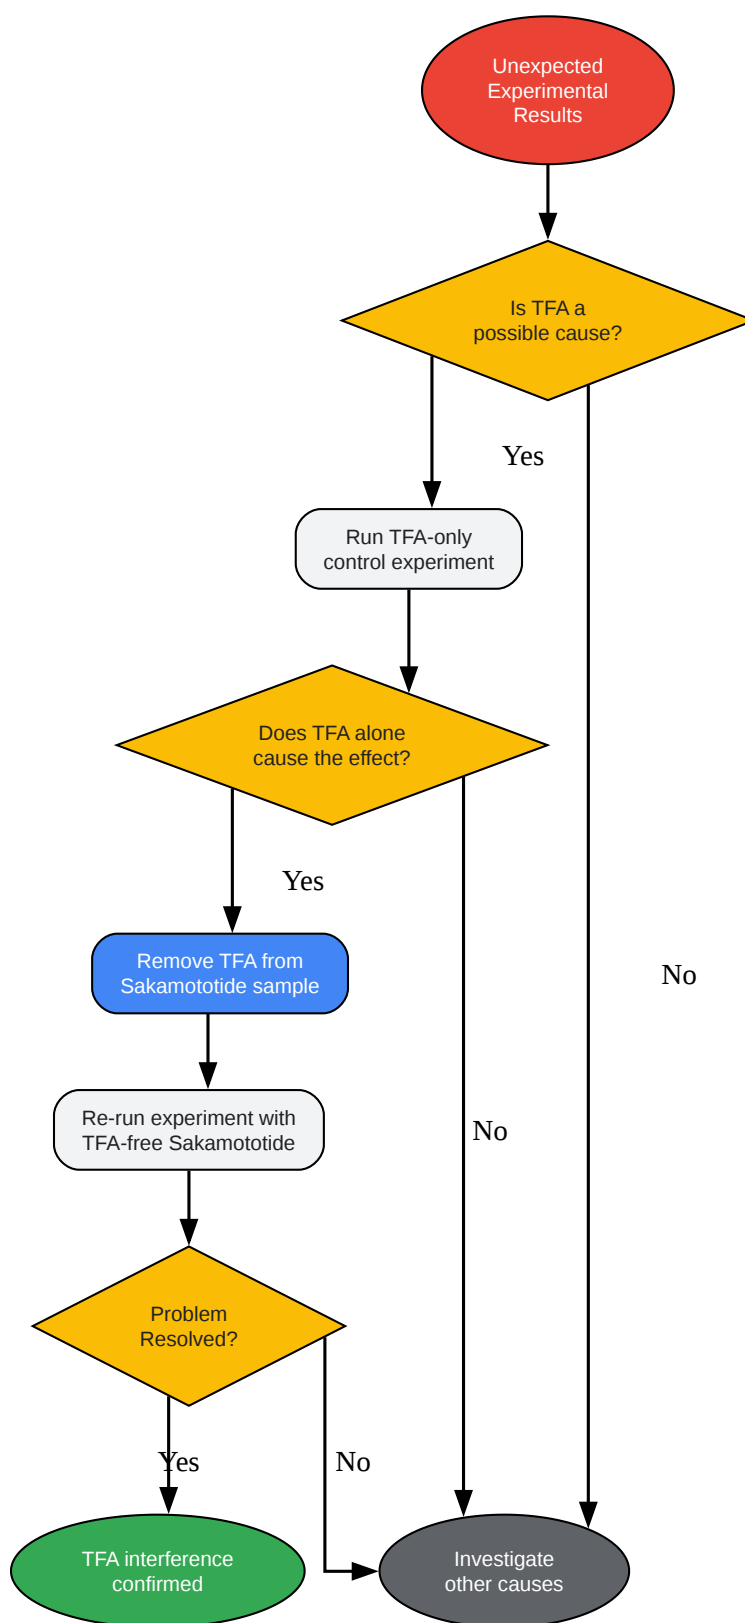 Unexpected
Experimental
Results
Is TFA a
possible cause?
Yes
Run TFA-only
control experiment
Does TFA alone
cause the effect?
Yes
Remove TFA from
Sakamototide sample
No
Re-run experiment with
TFA-free Sakamototide
No
Problem
Resolved?
Yes
No
TFA interference
confirmed
Investigate
other causes